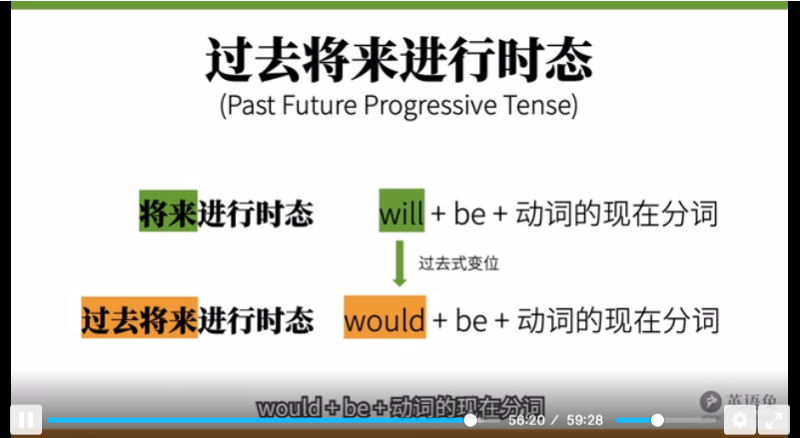 过去将来进行时态
(Past Future Progressive Tense)
将来进行时态 will + be + 动词的现在分词
过去式变位
过去将来进行时态 would + be + 动词的现在分词
would + be + 动词的现在分词
英语兔
56:20 / 59:28